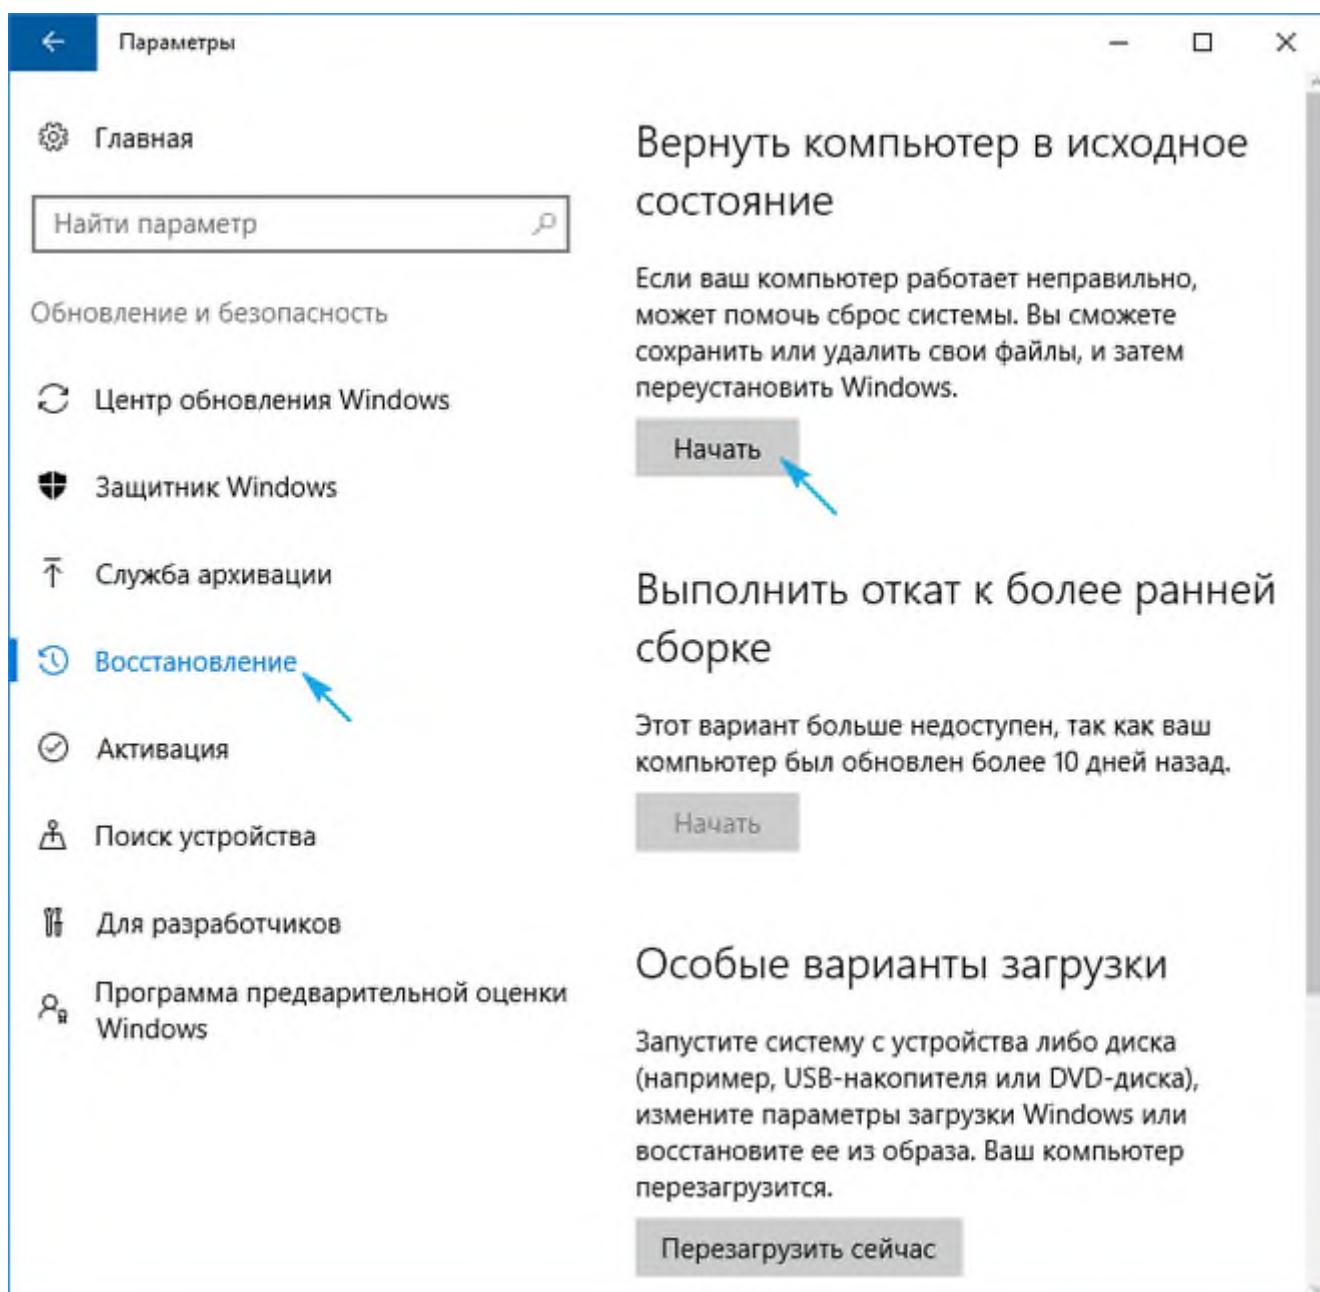 Параметры
Главная
Найти параметр
Обновление и безопасность
Центр обновления Windows
Защитник Windows
Служба архивации
Восстановление
Активация
Поиск устройства
Для разработчиков
Программа предварительной оценки
Windows
Вернуть компьютер в исходное
состояние
Если ваш компьютер работает неправильно,
может помочь сброс системы. Вы сможете
сохранить или удалить свои файлы, и затем
переустановить Windows.
Начать
Выполнить откат к более ранней
сборке
Этот вариант больше недоступен, так как ваш
компьютер был обновлен более 10 дней назад.
Начать
Особые варианты загрузки
Запустите систему с устройства либо диска
(например, USB-накопителя или DVD-диска),
измените параметры загрузки Windows или
восстановите ее из образа. Ваш компьютер
перезагрузится.
Перезагрузить сейчас